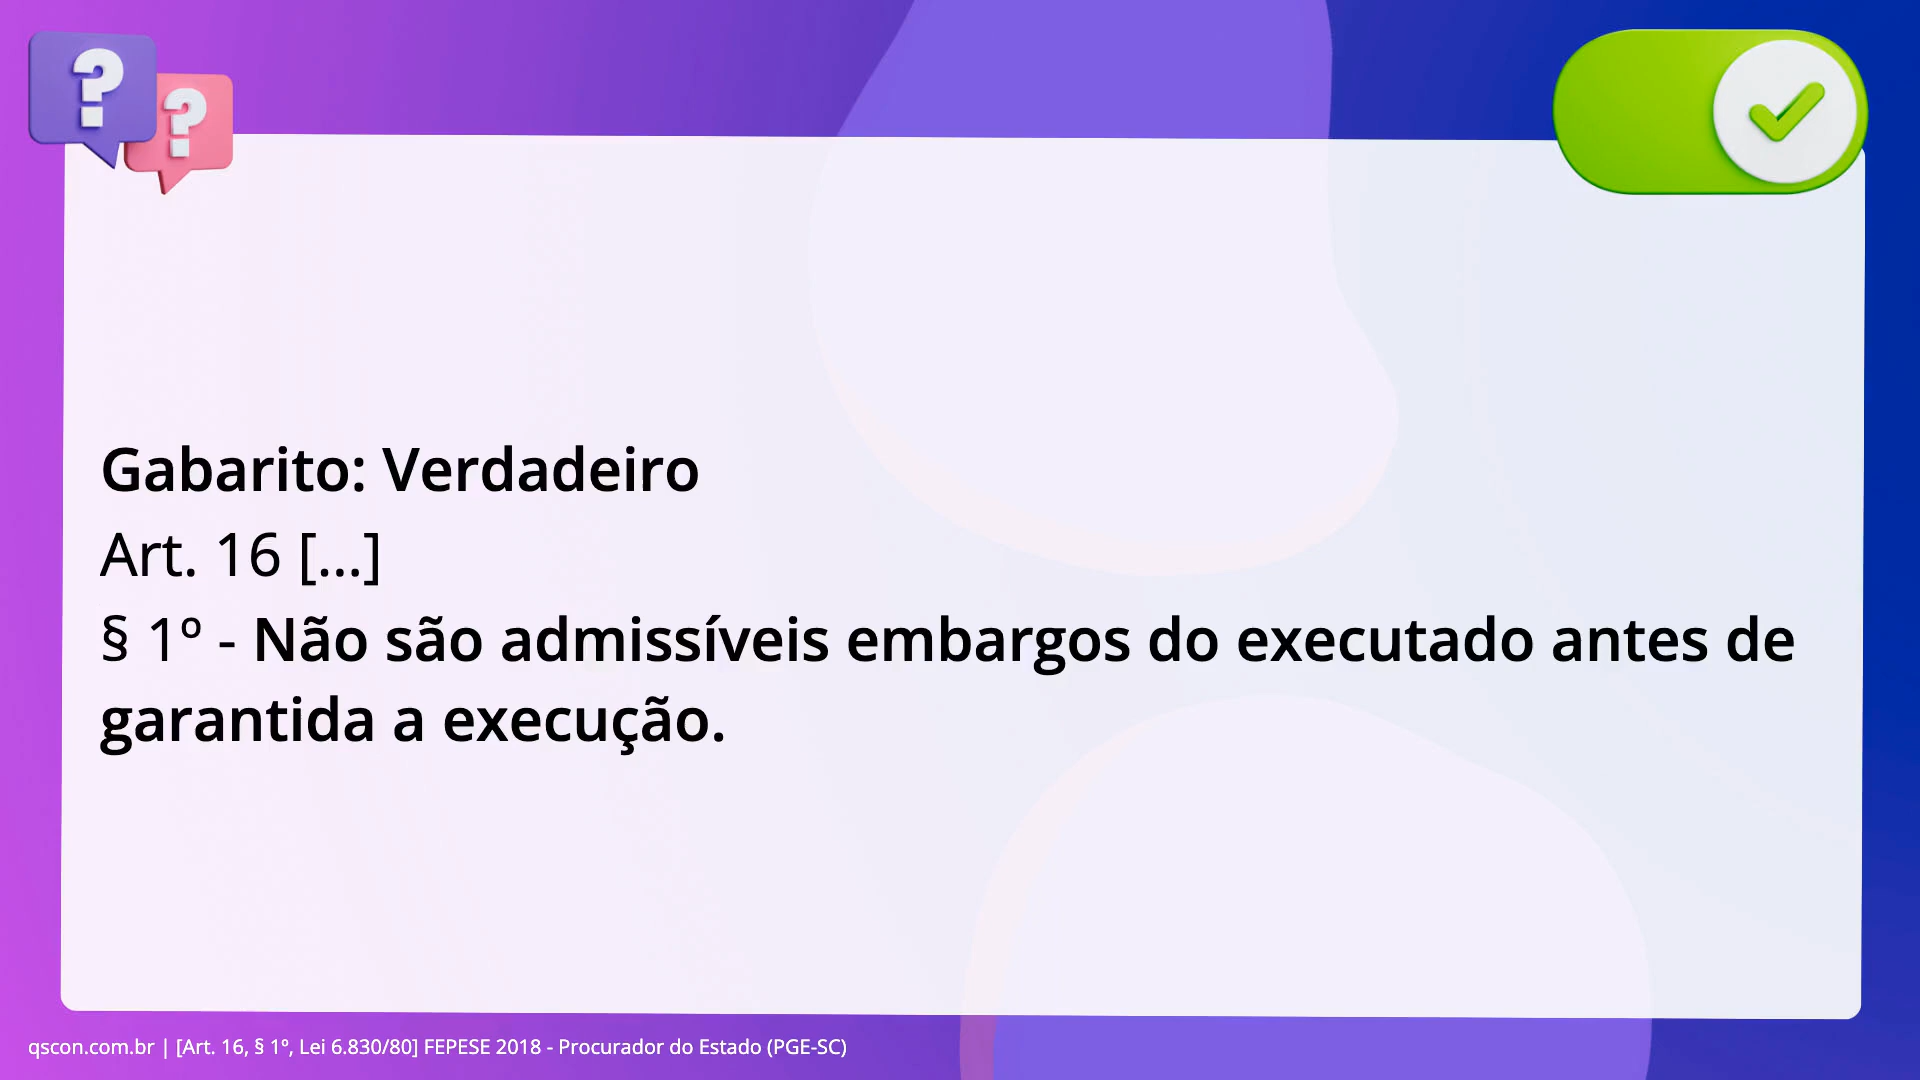 Gabarito: Verdadeiro
Art. 16 [...]
§ 1º - Não são admissíveis embargos do executado antes de
garantida a execução.
qscon.com.br | [Art. 16, § 1º, Lei 6.830/80] FEPESE 2018 - Procurador do Estado (PGE-SC)